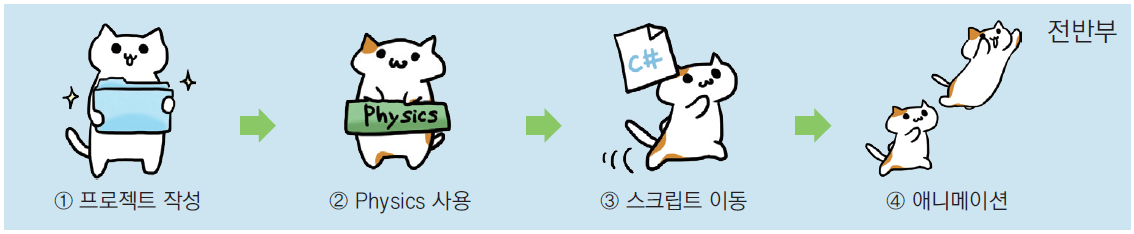 전반부
C#
Physics
① 프로젝트 작성
② Physics 사용
③ 스크립트 이동
④ 애니메이션